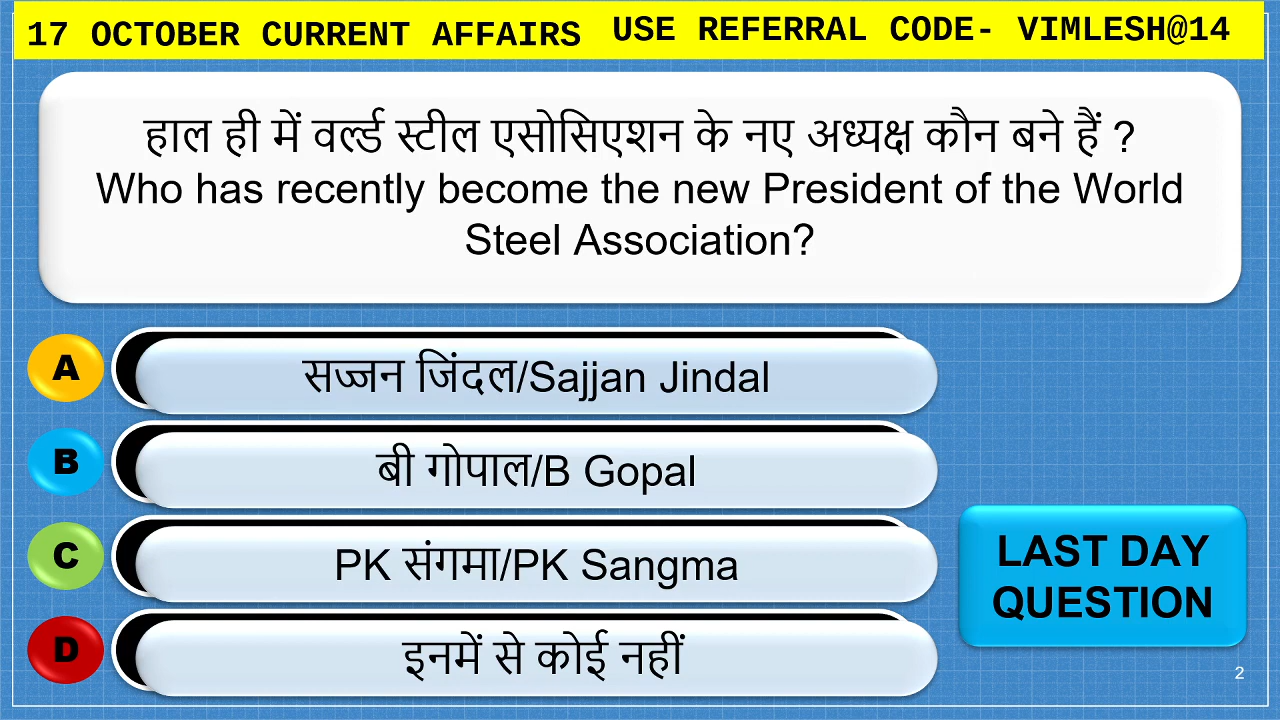 17 OCTOBER CURRENT AFFAIRS USE REFERRAL CODE- VIMLESH@14
हाल ही में वर्ल्ड स्टील एसोसिएशन के नए अध्यक्ष कौन बने हैं ?
Who has recently become the new President of the World
Steel Association?
A सज्जन जिंदल/Sajjan Jindal
B बी गोपाल/B Gopal
C PK संगमा/PK Sangma
D इनमें से कोई नहीं
LAST DAY
QUESTION
2